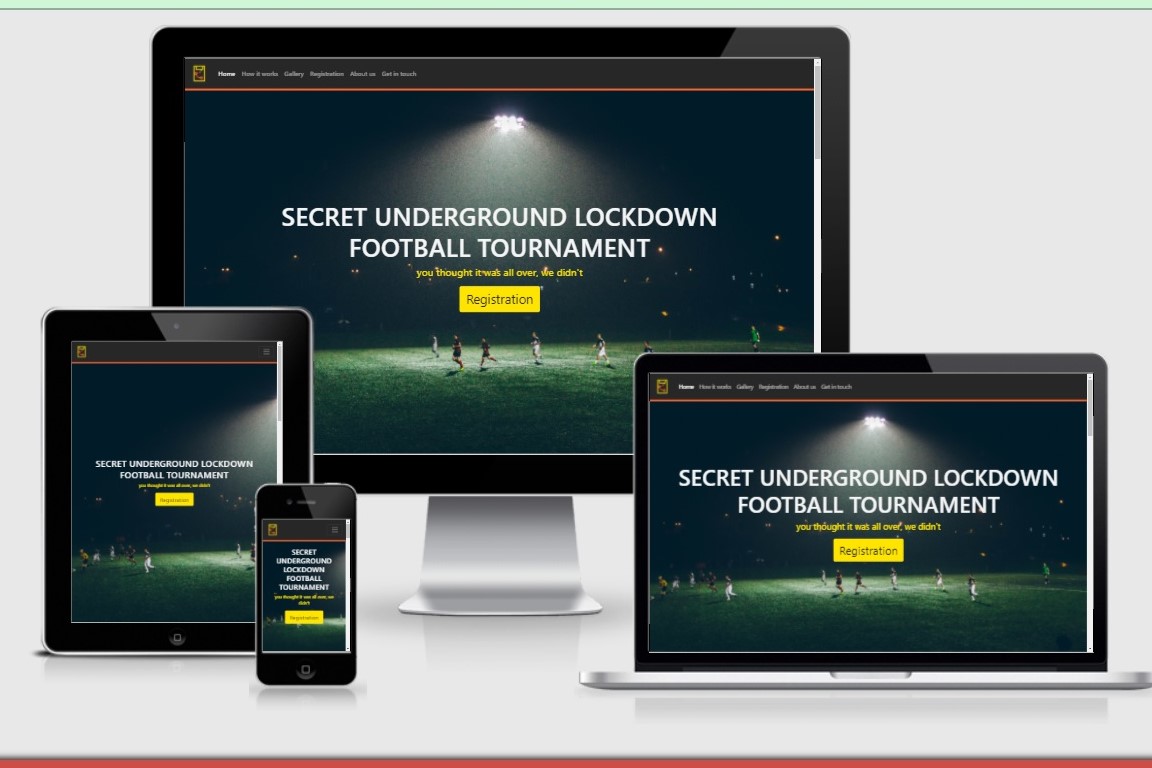 Home How it works Gallery Registration About us Get in touch
SECRET UNDERGROUND LOCKDOWN
FOOTBALL TOURNAMENT
you thought it was all over, we didn't
Registration
SECRET UNDERGROUND LOCKDOWN
FOOTBALL TOURNAMENT
you thought it was all over, we didn't
Registration
SECRET
UNDERGROUND
LOCKDOWN
FOOTBALL
TOURNAMENT
you thought it was all over, we
didn't
Registration
Home How it works Gallery Registration About us Get in touch
SECRET UNDERGROUND LOCKDOWN
FOOTBALL TOURNAMENT
you thought it was all over, we didn't
Registration